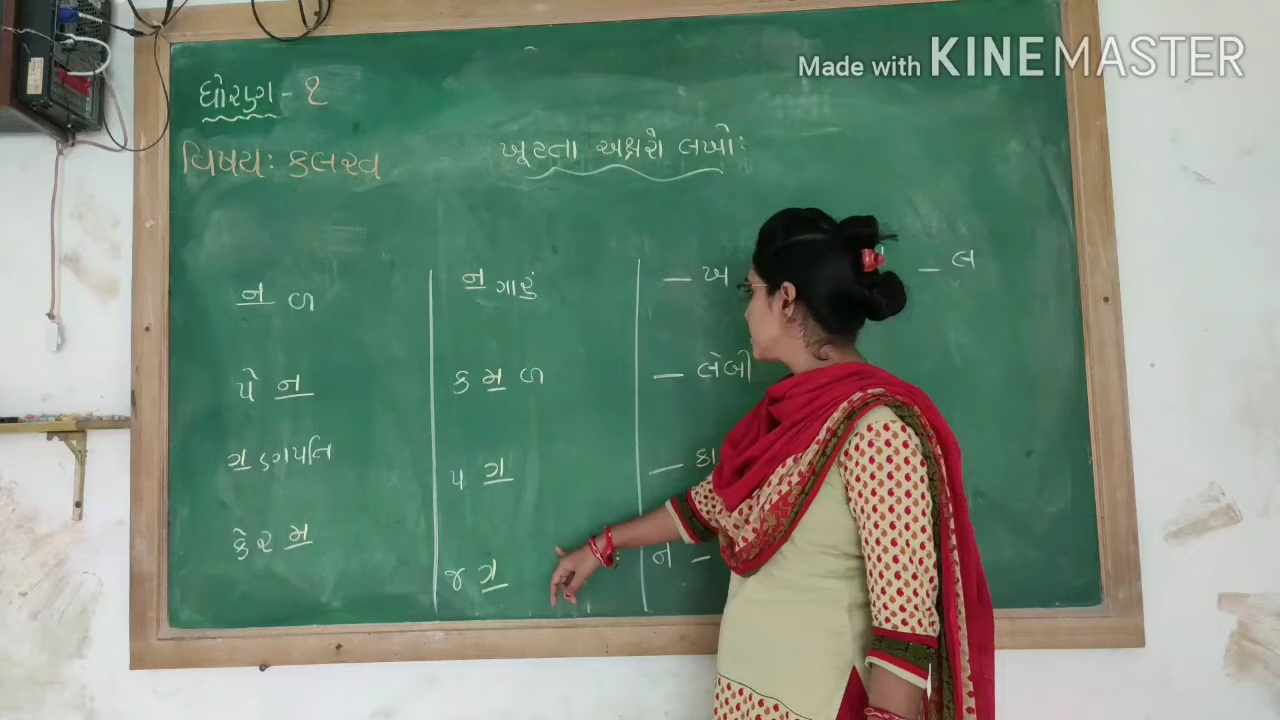 Made with KINEMASTER
ધોરણ - ૧
વિષય: કલરવ
ખૂટતા અક્ષરો લખો:
ન ળ
પે ન
ગ ણપતિ
કેર મ
ન ગારું
ક મ ળ
પ ગ
જ ગ
_ ખ
_ લેબી
_ કા
ન _
_ લ